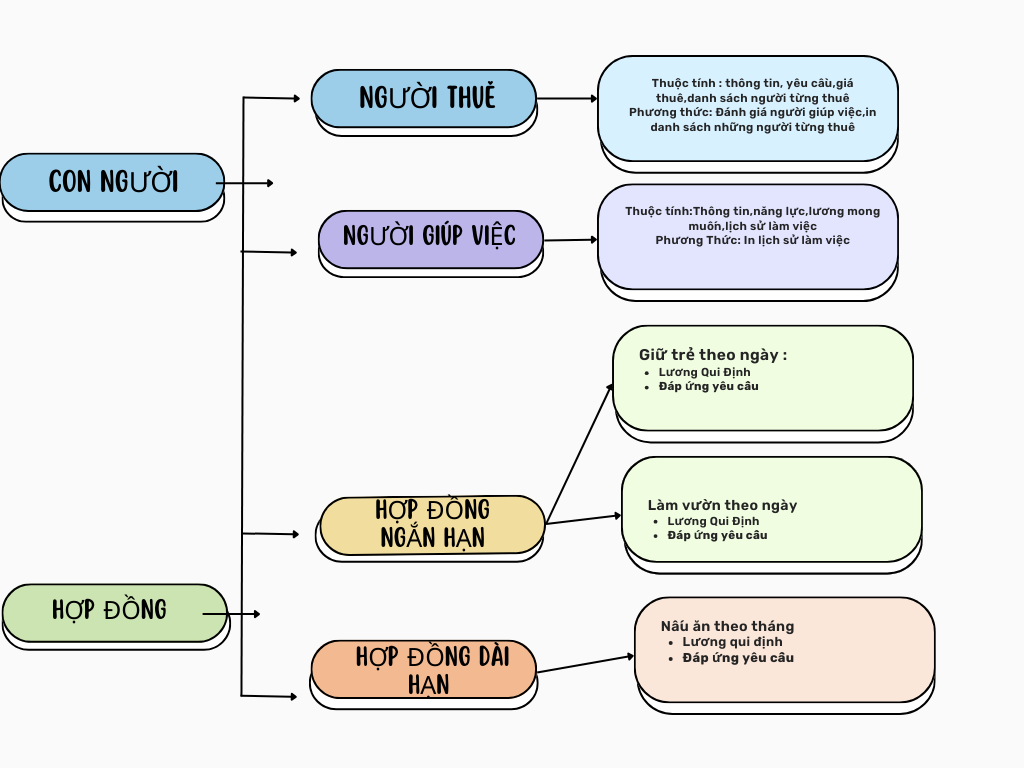 CON NGƯỜI
NGƯỜI THUÊ
Thuộc tính : thông tin, yêu cầu,giá
thuê,danh sách người từng thuê
Phương thức: Đánh giá người giúp việc,in
danh sách những người từng thuê
NGƯỜI GIÚP VIỆC
Thuộc tính:Thông tin,năng lực,lương mong
muốn,lịch sử làm việc
Phương Thức: In lịch sử làm việc
Giữ trẻ theo ngày :
• Lương Qui Định
• Đáp ứng yêu câu
HỢP ĐỒNG
NGẮN HẠN
Làm vườn theo ngày
• Lương Qui Định
• Đáp ứng yêu câu
HỢP ĐỒNG
HỢP ĐỒNG DÀI
HẠN
Nấu ăn theo tháng
• Lương qui định
• Đáp ứng yêu cầu